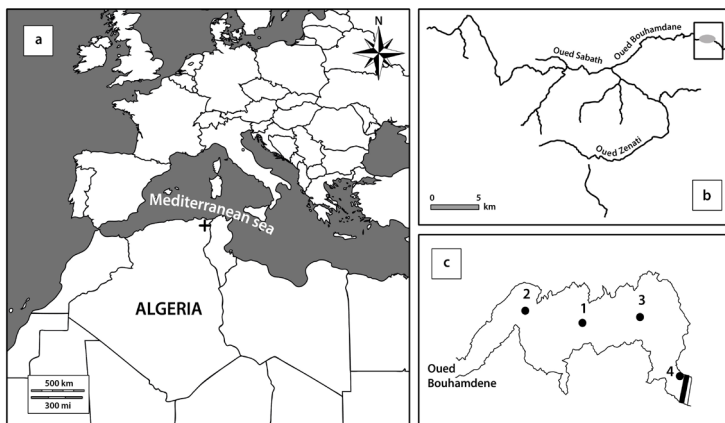 a
N
Mediterranean sea
ALGERIA
500 km
300 mi
Oued Sabath
Oued Bouhamdane
Oued Zenati
0 5
km
b
c
2
1
3
4
Oued
Bouhamdene